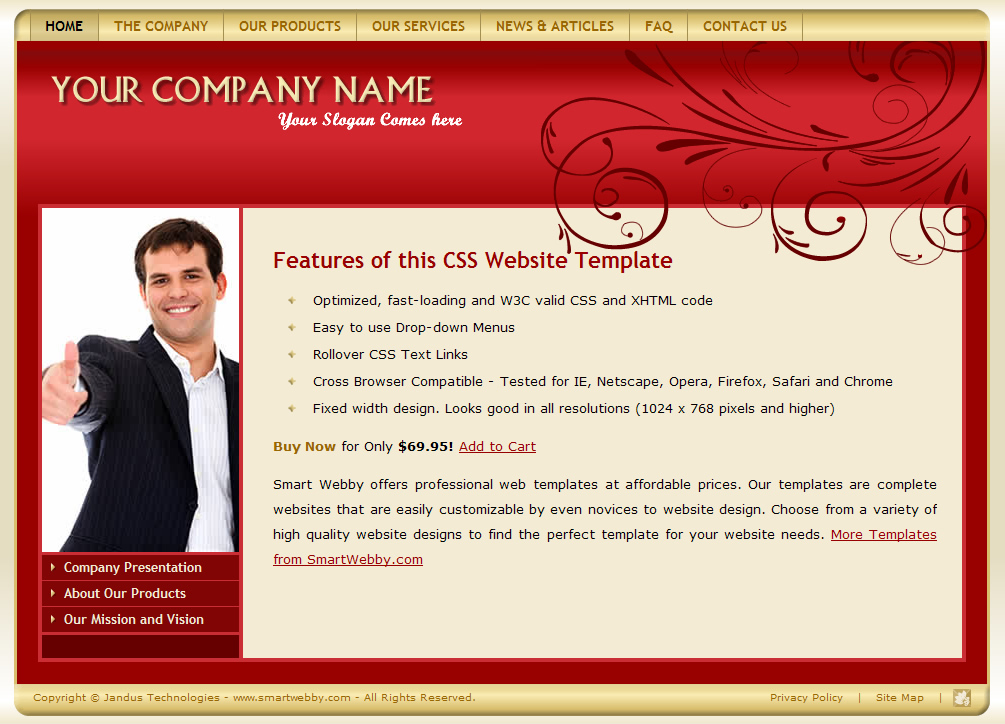 HOME THE COMPANY OUR PRODUCTS OUR SERVICES NEWS & ARTICLES FAQ CONTACT US
YOUR COMPANY NAME
Your Slogan Comes here
Features of this CSS Website Template
Optimized, fast-loading and W3C valid CSS and XHTML code
Easy to use Drop-down Menus
Rollover CSS Text Links
Cross Browser Compatible - Tested for IE, Netscape, Opera, Firefox, Safari and Chrome
Fixed width design. Looks good in all resolutions (1024 x 768 pixels and higher)
Buy Now for Only $69.95! Add to Cart
Smart Webby offers professional web templates at affordable prices. Our templates are complete
websites that are easily customizable by even novices to website design. Choose from a variety of
high quality website designs to find the perfect template for your website needs. More Templates
from SmartWebby.com
Company Presentation
About Our Products
Our Mission and Vision
Copyright © Jandus Technologies - www.smartwebby.com - All Rights Reserved.
Privacy Policy | Site Map |